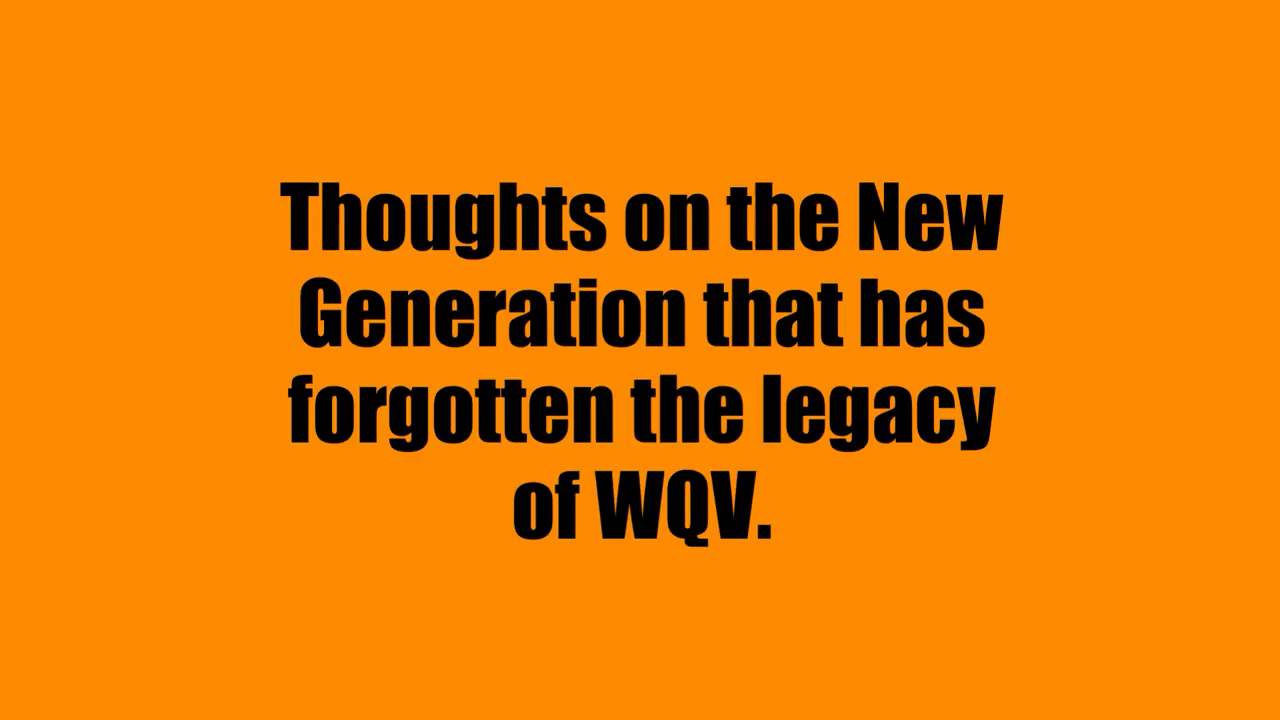 Thoughts on the New
Generation that has
forgotten the legacy
of WQV.